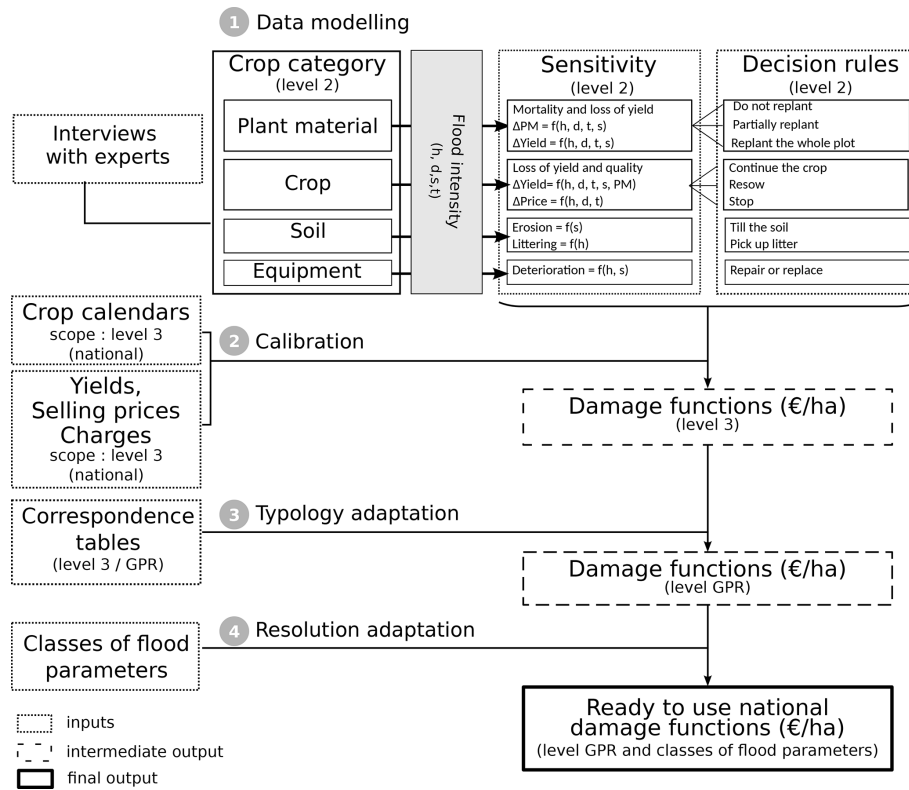 1 Data modelling
Interviews
with experts
Crop category
(level 2)
Plant material
Crop
Soil
Equipment
Flood intensity
(h, d,s,t)
Sensitivity
(level 2)
Mortality and loss of yield
ΔPM = f(h, d, t, s)
ΔYield = f(h, d, t, s)
Loss of yield and quality
ΔYield= f(h, d, t, s, PM)
ΔPrice = f(h, d, t)
Erosion = f(s)
Littering = f(h)
Deterioration = f(h, s)
Decision rules
(level 2)
Do not replant
Partially replant
Replant the whole plot
Continue the crop
Resow
Stop
Till the soil
Pick up litter
Repair or replace
Crop calendars
scope : level 3
(national)
Yields,
Selling prices
Charges
scope : level 3
(national)
2 Calibration
Damage functions (€/ha)
(level 3)
Correspondence
tables
(level 3 / GPR)
3 Typology adaptation
Damage functions (€/ha)
(level GPR)
Classes of flood
parameters
4 Resolution adaptation
Ready to use national
damage functions (€/ha)
(level GPR and classes of flood parameters)
inputs
intermediate output
final output